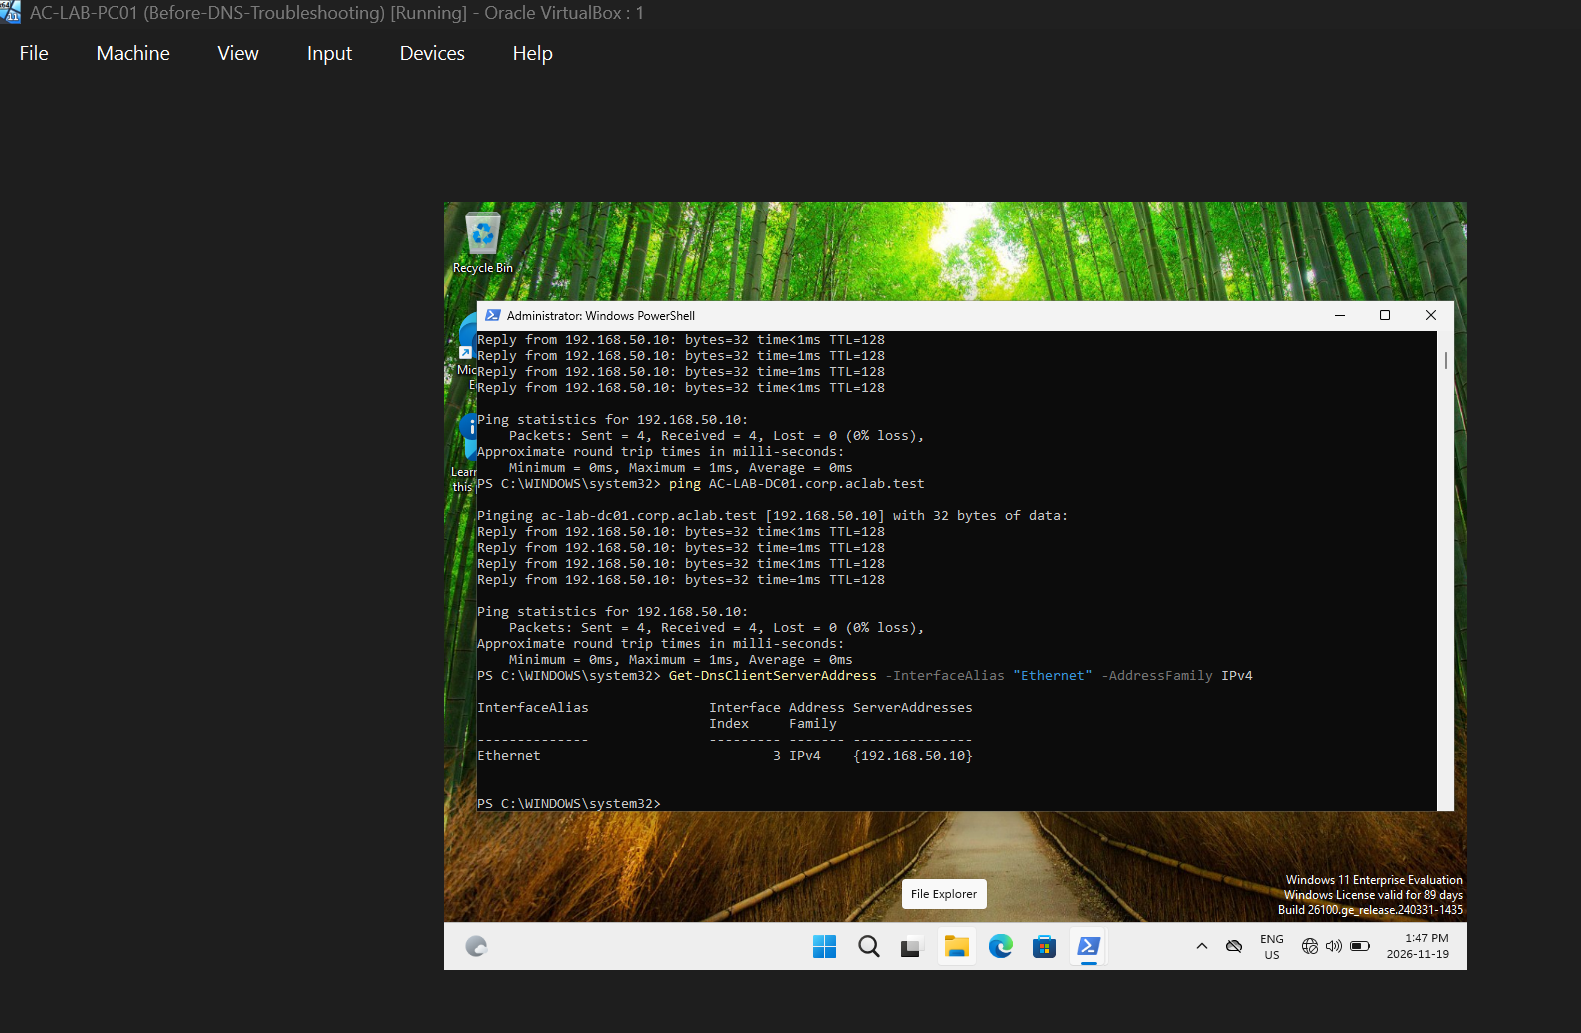 AC-LAB-PC01 (Before-DNS-Troubleshooting) [Running] - Oracle VirtualBox : 1
File Machine View Input Devices Help
Recycle Bin
Administrator: Windows PowerShell
Reply from 192.168.50.10: bytes=32 time<1ms TTL=128
Reply from 192.168.50.10: bytes=32 time=1ms TTL=128
Reply from 192.168.50.10: bytes=32 time<1ms TTL=128
Reply from 192.168.50.10: bytes=32 time<1ms TTL=128
Mic
E
Ping statistics for 192.168.50.10:
Packets: Sent = 4, Received = 4, Lost = 0 (0% loss),
Approximate round trip times in milli-seconds:
Minimum = 0ms, Maximum = 1ms, Average = 0ms
Learn
this
PS C:\WINDOWS\system32> ping AC-LAB-DC01.corp.aclab.test
Pinging ac-lab-dc01.corp.aclab.test [192.168.50.10] with 32 bytes of data:
Reply from 192.168.50.10: bytes=32 time<1ms TTL=128
Reply from 192.168.50.10: bytes=32 time=1ms TTL=128
Reply from 192.168.50.10: bytes=32 time<1ms TTL=128
Reply from 192.168.50.10: bytes=32 time=1ms TTL=128
Ping statistics for 192.168.50.10:
Packets: Sent = 4, Received = 4, Lost = 0 (0% loss),
Approximate round trip times in milli-seconds:
Minimum = 0ms, Maximum = 1ms, Average = 0ms
PS C:\WINDOWS\system32> Get-DnsClientServerAddress -InterfaceAlias "Ethernet" -AddressFamily IPv4
InterfaceAlias Interface Address ServerAddresses
Index Family
-------------- --------- ------- ---------------
Ethernet 3 IPv4 {192.168.50.10}
PS C:\WINDOWS\system32>
File Explorer
Windows 11 Enterprise Evaluation
Windows License valid for 89 days
Build 26100.ge_release.240331-1435
ENG
US
1:47 PM
2026-11-19